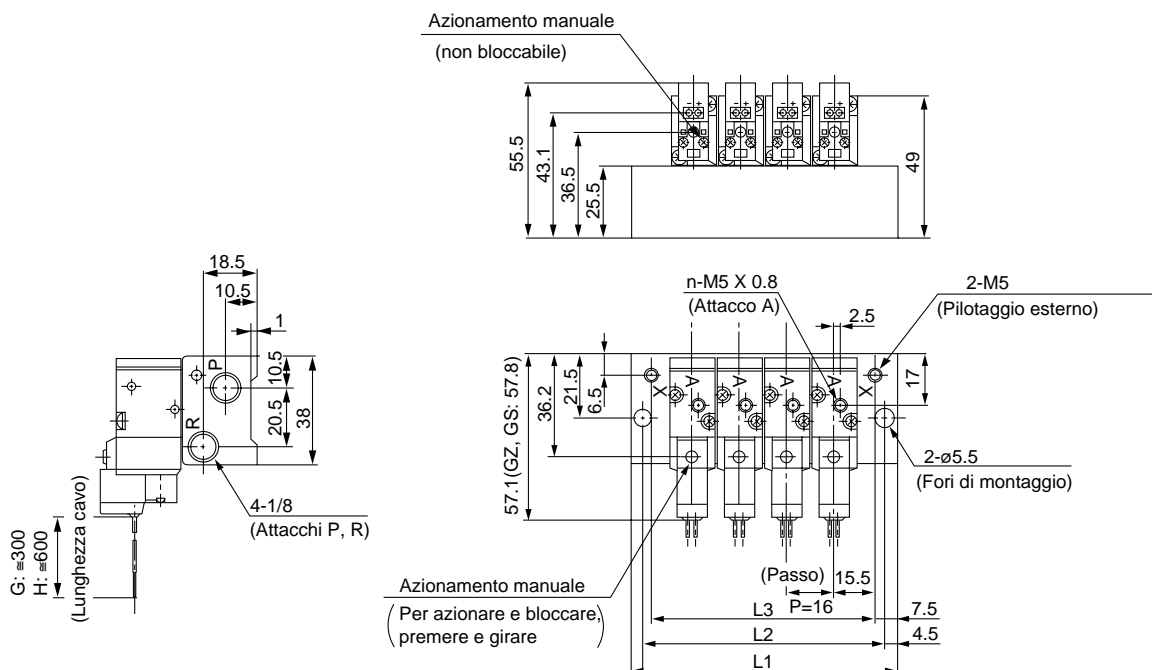 Azionamento manuale
(non bloccabile)
- +
- +
- +
- +
55.5
43.1
36.5
25.5
49
18.5
10.5
1
P
R
10.5
20.5
38
4-1/8
(Attacchi P, R)
G: ≅300
H: ≅600
(Lunghezza cavo)
n-M5 X 0.8
(Attacco A)
2-M5
(Pilotaggio esterno)
2.5
57.1(GZ, GS: 57.8)
36.2
21.5
6.5
X
A
A
A
A
X
17
2-ø5.5
(Fori di montaggio)
Azionamento manuale
(Per azionare e bloccare,
premere e girare)
(Passo)
P=16
15.5
L3
7.5
L2
4.5
L1